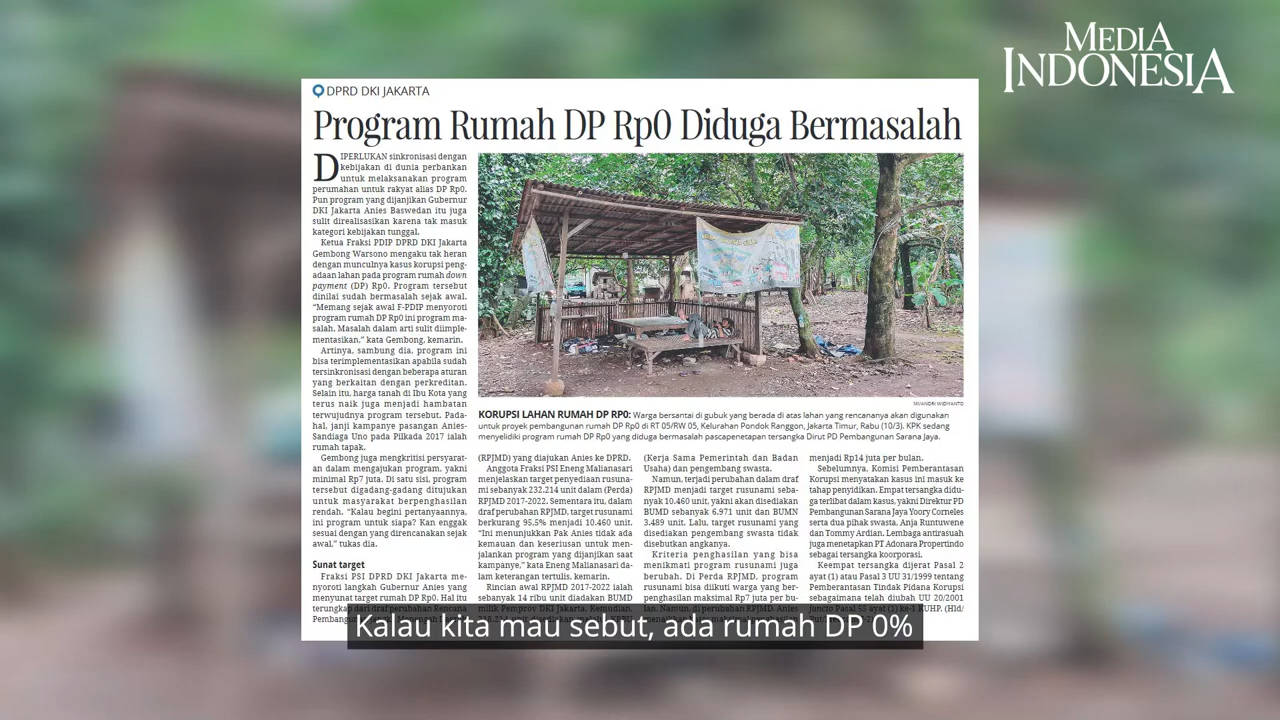 MEDIA
INDONESIA
DPRD DKI JAKARTA
Program Rumah DP Rp0 Diduga Bermasalah
DIPERLUKAN sinkronisasi dengan
kebijakan di dunia perbankan
untuk melaksanakan program
perumahan untuk rakyat alias DP Rp0.
Pun program yang dijanjikan Gubernur
DKI Jakarta Anies Baswedan itu juga
sulit direalisasikan karena tak masuk
kategori kebijakan tunggal.
Ketua Fraksi PDIP DPRD DKI Jakarta
Gembong Warsono mengaku tak heran
dengan munculnya kasus korupsi peng-
adaan lahan pada program rumah down
payment (DP) Rp0. Program tersebut
dinilai sudah bermasalah sejak awal.
“Memang sejak awal F-PDIP menyoroti
program rumah DP Rp0 ini program ma-
salah. Masalah dalam arti sulit diimple-
mentasikan,” kata Gembong, kemarin.
Artinya, sambung dia, program ini
bisa terimplementasikan apabila sudah
tersinkronisasi dengan beberapa aturan
yang berkaitan dengan perkreditan.
Selain itu, harga tanah di Ibu Kota yang
terus naik juga menjadi hambatan
terwujudnya program tersebut. Pada-
hal, janji kampanye pasangan Anies-
Sandiaga Uno pada Pilkada 2017 ialah
rumah tapak.
Gembong juga mengkritisi persyarat-
an dalam mengajukan program, yakni
minimal Rp7 juta. Di satu sisi, program
tersebut digadang-gadang ditujukan
untuk masyarakat berpenghasilan
rendah. “Kalau begini pertanyaannya,
ini program untuk siapa? Kan enggak
sesuai dengan yang direncanakan sejak
awal,” tukas dia.
Sunat target
Fraksi PSI DPRD DKI Jakarta me-
nyoroti langkah Gubernur Anies yang
menyunat target rumah DP Rp0. Hal itu
terungkap dari draf perubahan Rencana
NIVANDRI WIDHYANTO
KORUPSI LAHAN RUMAH DP RP0: Warga bersantai di gubuk yang berada di atas lahan yang rencananya akan digunakan
untuk proyek pembangunan rumah DP Rp0 di RT 05/RW 05, Kelurahan Pondok Ranggon, Jakarta Timur, Rabu (10/3). KPK sedang
menyelidiki program rumah DP Rp0 yang diduga bermasalah pascapenetapan tersangka Dirut PD Pembangunan Sarana Jaya.
(RPJMD) yang diajukan Anies ke DPRD.
Anggota Fraksi PSI Eneng Malianasari
menjelaskan target penyediaan rusuna-
mi sebanyak 232.214 unit dalam (Perda)
RPJMD 2017-2022. Sementara itu, dalam
draf perubahan RPJMD, target rusunami
berkurang 95.5% menjadi 10.460 unit.
“Ini menunjukkan Pak Anies tidak ada
kemauan dan keseriusan untuk men-
jalankan program yang dijanjikan saat
kampanye,” kata Eneng Malianasari da-
lam keterangan tertulis, kemarin.
Rincian awal RPJMD 2017-2022 ialah
sebanyak 14 ribu unit diadakan BUMD
milik Pemprov DKI Jakarta. Kemudian,
(Kerja Sama Pemerintah dan Badan
Usaha) dan pengembang swasta.
Namun, terjadi perubahan dalam draf
RPJMD menjadi target rusunami seba-
nyak 10.460 unit, yakni akan disediakan
BUMD sebanyak 6.971 unit dan BUMN
3.489 unit. Lalu, target rusunami yang
disediakan pengembang swasta tidak
disebutkan angkanya.
Kriteria penghasilan yang bisa
menikmati program rusunami juga
berubah. Di Perda RPJMD, program
rusunami bisa diikuti warga yang ber-
penghasilan maksimal Rp7 juta per bu-
lan. Namun, di perubahan RPJMD, Anies
menjadi Rp14 juta per bulan.
Sebelumnya, Komisi Pemberantasan
Korupsi menyatakan kasus ini masuk ke
tahap penyidikan. Empat tersangka didu-
ga terlibat dalam kasus, yakni Direktur PD
Pembangunan Sarana Jaya Yoory Corneles
serta dua pihak swasta, Anja Runtuwene
dan Tommy Ardian. Lembaga antirasuah
juga menetapkan PT Adonara Propertindo
sebagai tersangka koorporasi.
Keempat tersangka dijerat Pasal 2
ayat (1) atau Pasal 3 UU 31/1999 tentang
Pemberantasan Tindak Pidana Korupsi
sebagaimana telah diubah UU 20/2001
juncto Pasal 55 ayat (1) ke-1 KUHP. (Hld/
Kalau kita mau sebut, ada rumah DP 0%